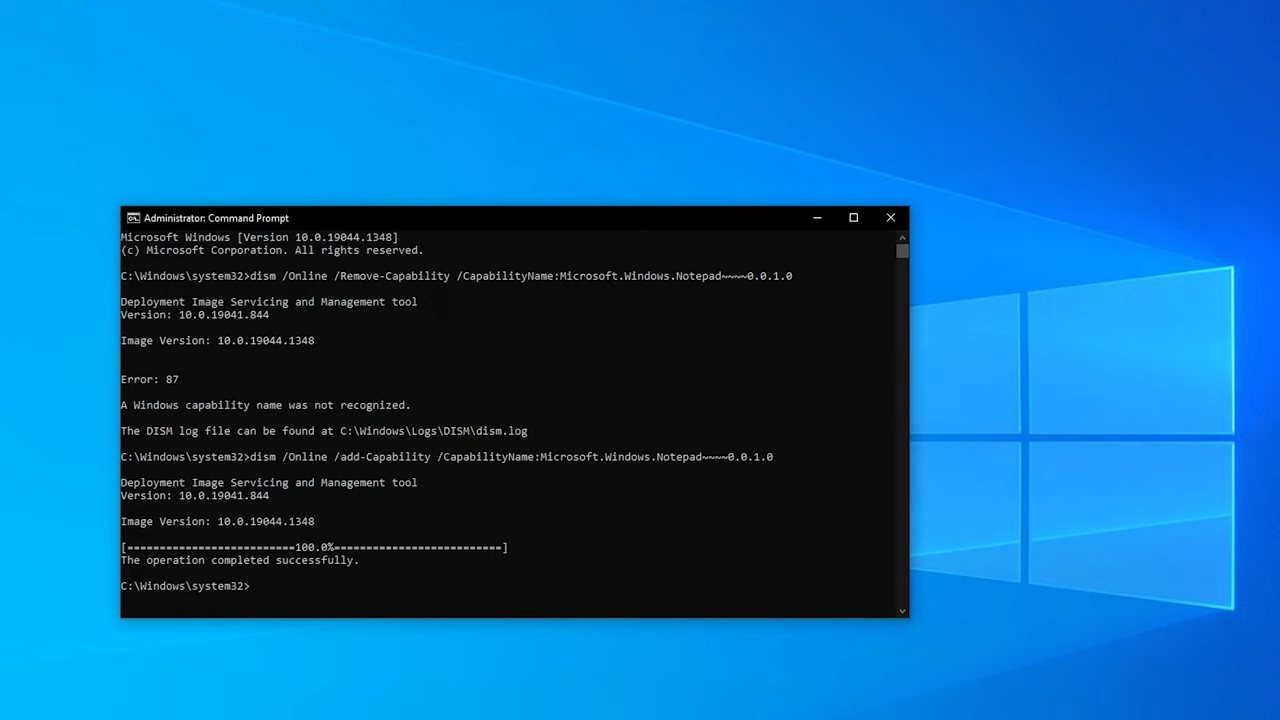 Administrator: Command Prompt
Microsoft Windows [Version 10.0.19044.1348]
(c) Microsoft Corporation. All rights reserved.
C:\Windows\system32>dism /Online /Remove-Capability /CapabilityName:Microsoft.Windows.Notepad~~~~0.0.1.0
Deployment Image Servicing and Management tool
Version: 10.0.19041.844
Image Version: 10.0.19044.1348
Error: 87
A Windows capability name was not recognized.
The DISM log file can be found at C:\Windows\Logs\DISM\dism.log
C:\Windows\system32>dism /Online /add-Capability /CapabilityName:Microsoft.Windows.Notepad~~~~0.0.1.0
Deployment Image Servicing and Management tool
Version: 10.0.19041.844
Image Version: 10.0.19044.1348
[==========================100.0%==========================]
The operation completed successfully.
C:\Windows\system32>